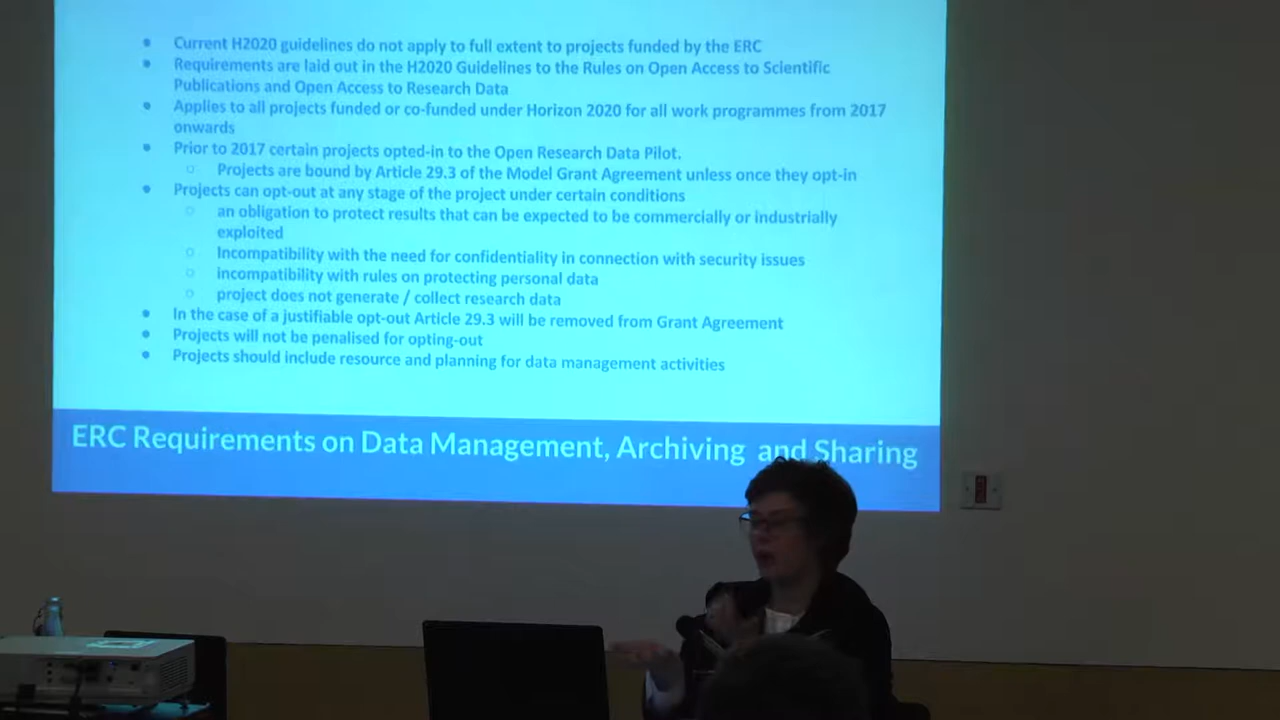 ● Current H2020 guidelines do not apply to full extent to projects funded by the ERC
● Requirements are laid out in the H2020 Guidelines to the Rules on Open Access to Scientific
Publications and Open Access to Research Data
● Applies to all projects funded or co-funded under Horizon 2020 for all work programmes from 2017
onwards
● Prior to 2017 certain projects opted-in to the Open Research Data Pilot.
○ Projects are bound by Article 29.3 of the Model Grant Agreement unless once they opt-in
● Projects can opt-out at any stage of the project under certain conditions
○ an obligation to protect results that can be expected to be commercially or industrially
exploited
○ Incompatibility with the need for confidentiality in connection with security issues
○ incompatibility with rules on protecting personal data
○ project does not generate / collect research data
● In the case of a justifiable opt-out Article 29.3 will be removed from Grant Agreement
● Projects will not be penalised for opting-out
● Projects should include resource and planning for data management activities
ERC Requirements on Data Management, Archiving and Sharing